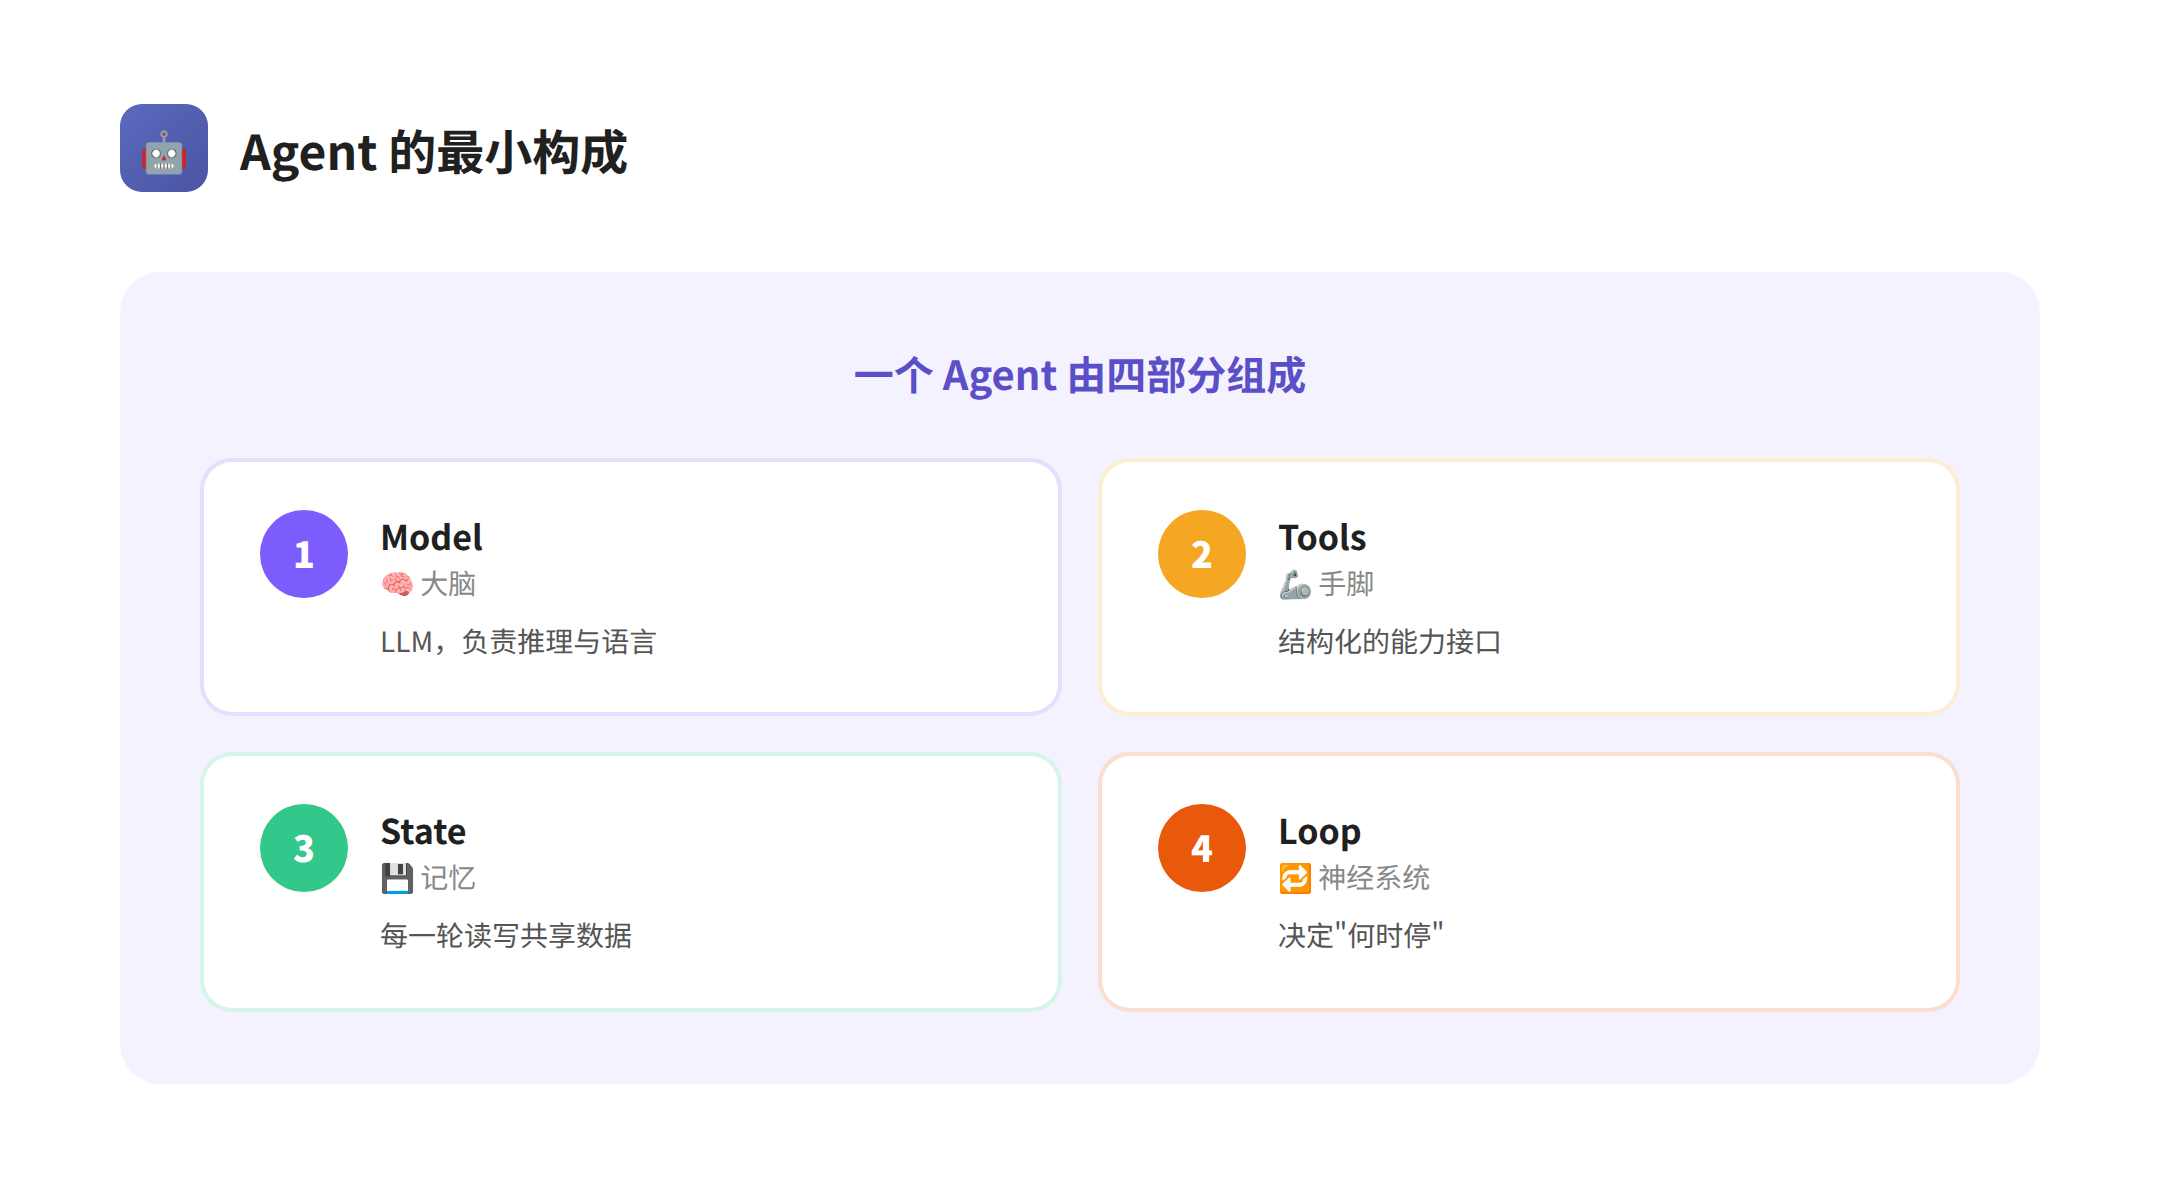 Agent 的最小构成
一个 Agent 由四部分组成
1
Model
🧠 大脑
LLM，负责推理与语言
2
Tools
🦾 手脚
结构化的能力接口
3
State
💾 记忆
每一轮读写共享数据
4
Loop
🔁 神经系统
决定"何时停"